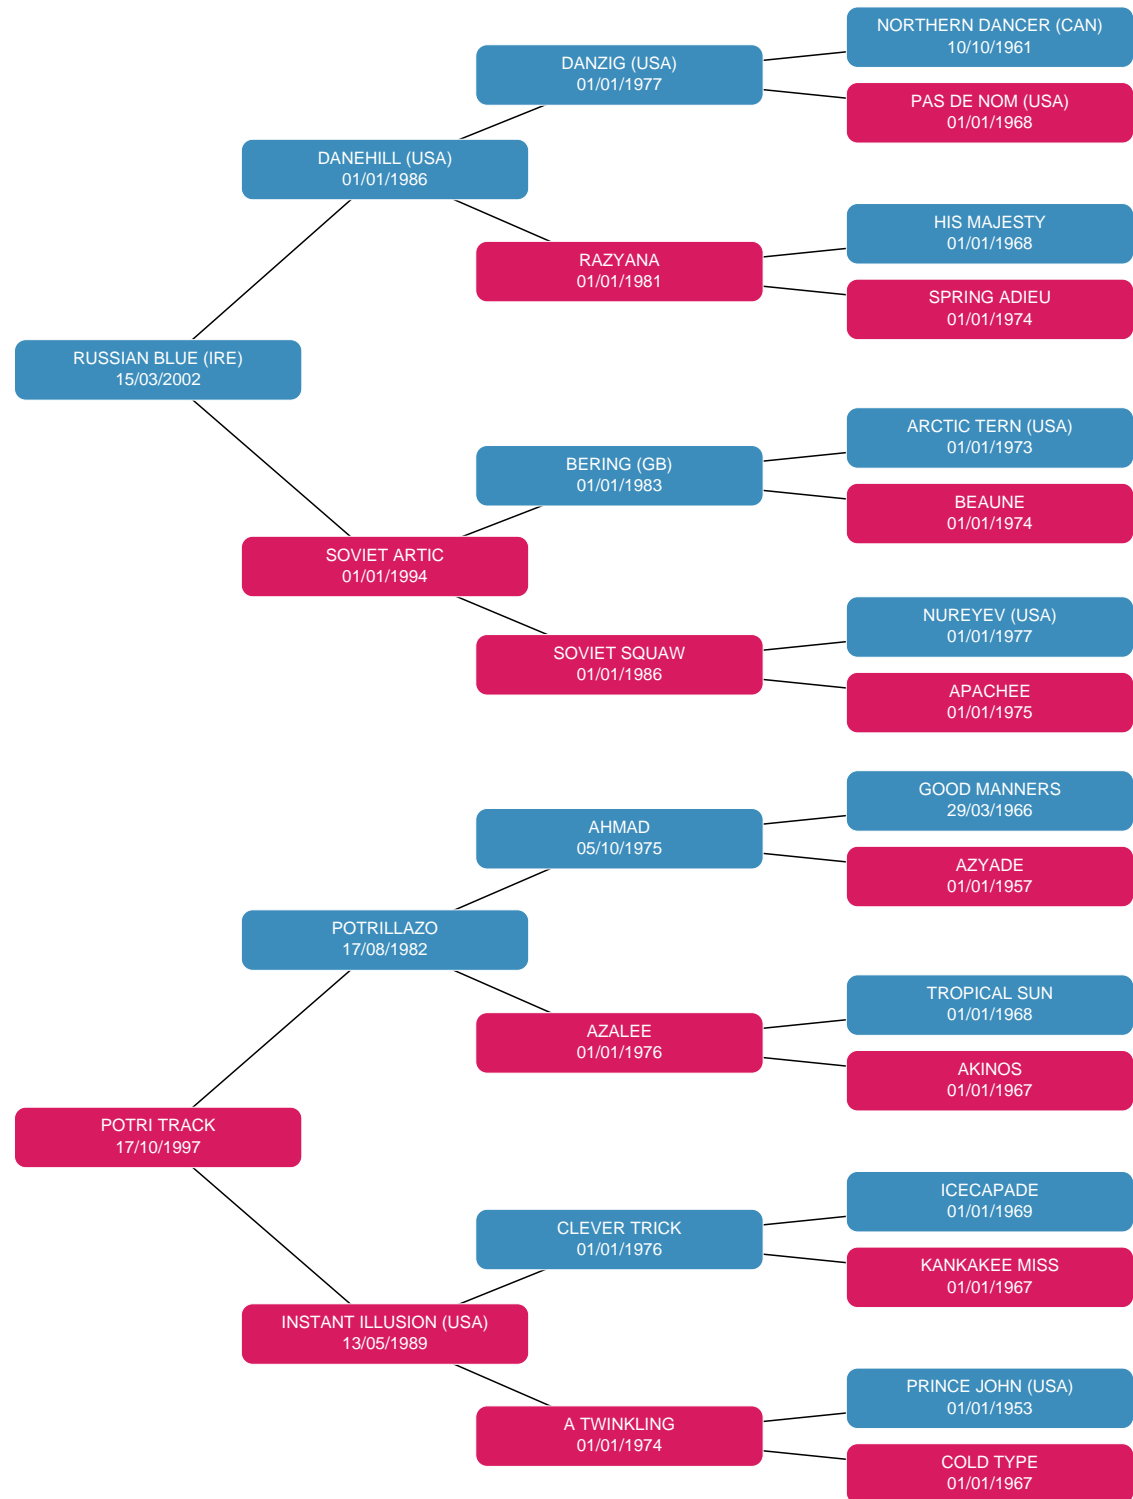 NORTHERN DANCER (CAN)
10/10/1961
DANZIG (USA)
01/01/1977
PAS DE NOM (USA)
01/01/1968
DANEHILL (USA)
01/01/1986
HIS MAJESTY
01/01/1968
RAZYANA
01/01/1981
SPRING ADIEU
01/01/1974
RUSSIAN BLUE (IRE)
15/03/2002
ARCTIC TERN (USA)
01/01/1973
BERING (GB)
01/01/1983
BEAUNE
01/01/1974
SOVIET ARTIC
01/01/1994
NUREYEV (USA)
01/01/1977
SOVIET SQUAW
01/01/1986
APACHEE
01/01/1975
GOOD MANNERS
29/03/1966
AHMAD
05/10/1975
AZYADE
01/01/1957
POTRILLAZO
17/08/1982
TROPICAL SUN
01/01/1968
AZALEE
01/01/1976
AKINOS
01/01/1967
POTRI TRACK
17/10/1997
ICECAPADE
01/01/1969
CLEVER TRICK
01/01/1976
KANKAKEE MISS
01/01/1967
INSTANT ILLUSION (USA)
13/05/1989
PRINCE JOHN (USA)
01/01/1953
A TWINKLING
01/01/1974
COLD TYPE
01/01/1967